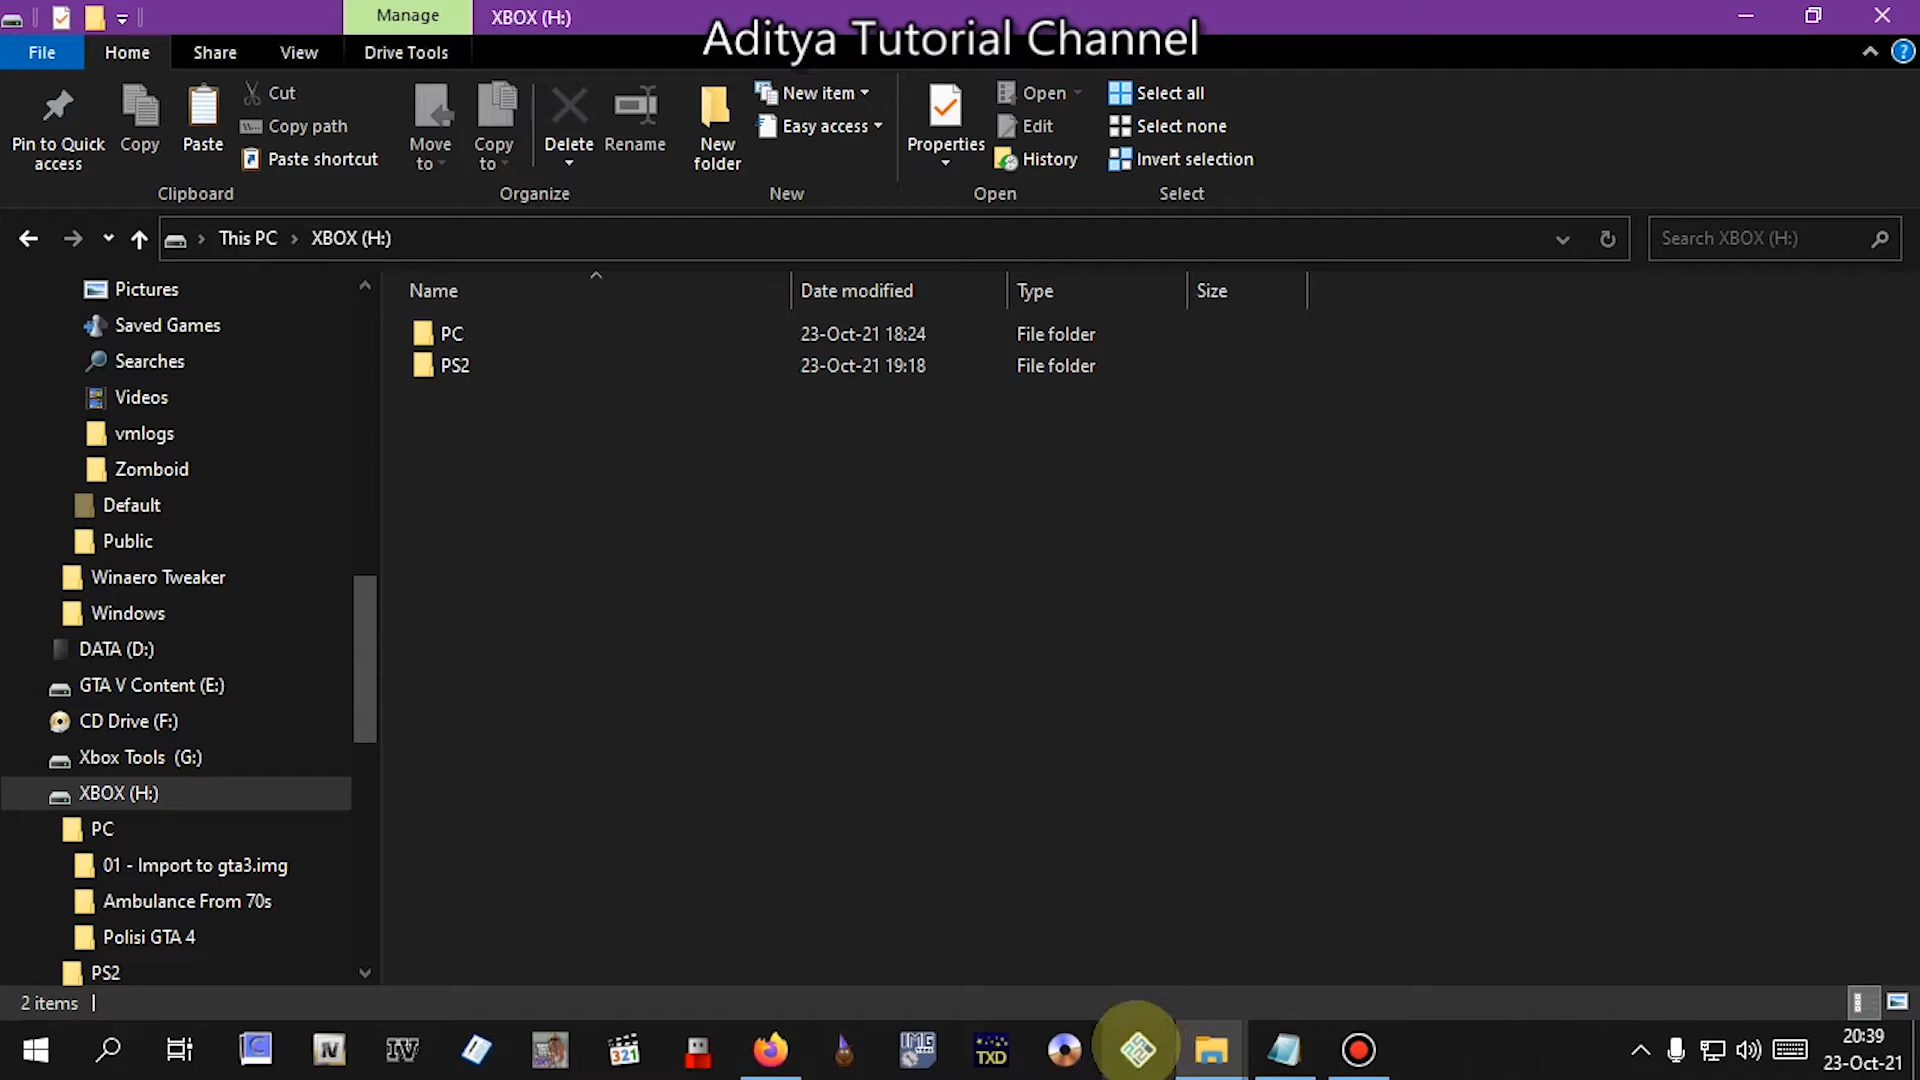 Manage
XBOX (H:)
Aditya Tutorial Channel
File
Home
Share
View
Drive Tools
Pin to Quick
access
Copy
Paste
Cut
Copy path
Paste shortcut
Clipboard
Move
to
Copy
to
Delete
Rename
Organize
New
folder
New item
Easy access
New
Properties
Open
Edit
History
Open
Select all
Select none
Invert selection
Select
This PC
XBOX (H:)
Search XBOX (H:)
Name
Date modified
Type
Size
PC
23-Oct-21 18:24
File folder
PS2
23-Oct-21 19:18
File folder
Pictures
Saved Games
Searches
Videos
vmlogs
Zomboid
Default
Public
Winaero Tweaker
Windows
DATA (D:)
GTA V Content (E:)
CD Drive (F:)
Xbox Tools  (G:)
XBOX (H:)
PC
01 - Import to gta3.img
Ambulance From 70s
Polisi GTA 4
PS2
2 items
IV
IV
321
IMG
TXD
20:39
23-Oct-21